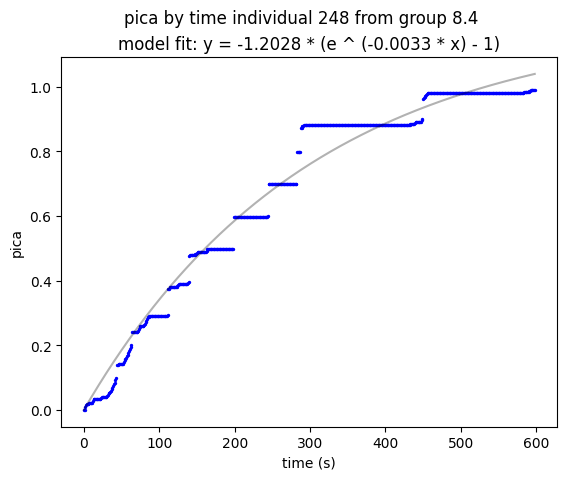 pica by time individual 248 from group 8.4
model fit: y = -1.2028 * (e ^ (-0.0033 * x) - 1)
1.0
0.8
0.6
0.4
0.2
0.0
pica
0 100 200 300 400 500 600
time (s)